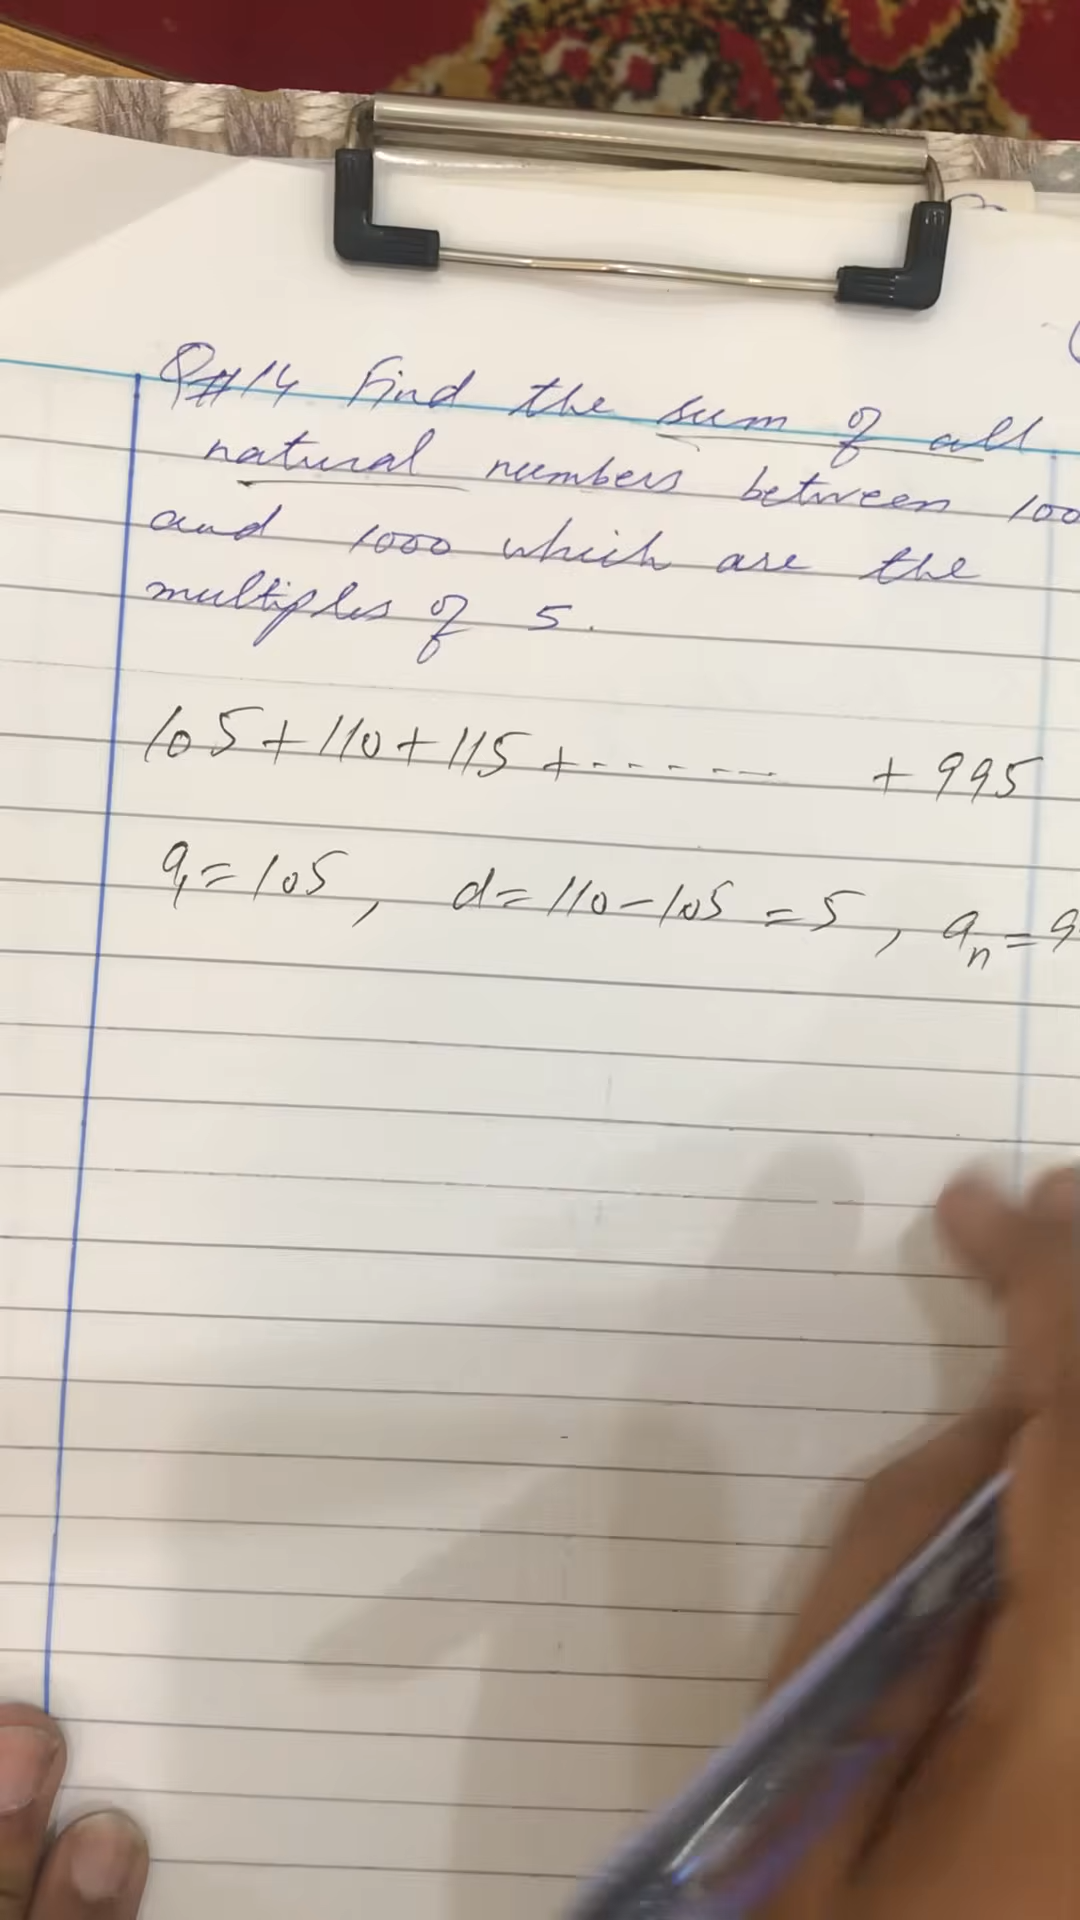 Q#14 Find the sum of all
natural numbers between 100
and 1000 which are the
multiples of 5.
105+110+115+------ +995
a₁=105, d=110-105=5, aₙ=9